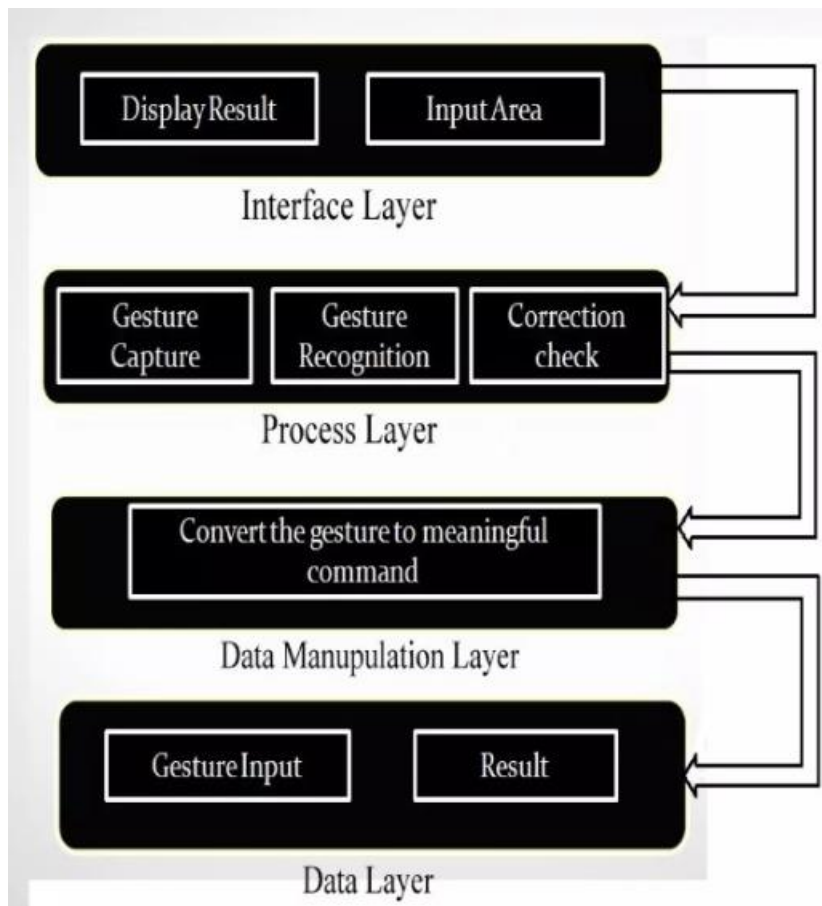 Display Result
Input Area
Interface Layer
Gesture
Capture
Gesture
Recognition
Correction
check
Process Layer
Convert the gesture to meaningful
command
Data Manupulation Layer
Gesture Input
Result
Data Layer